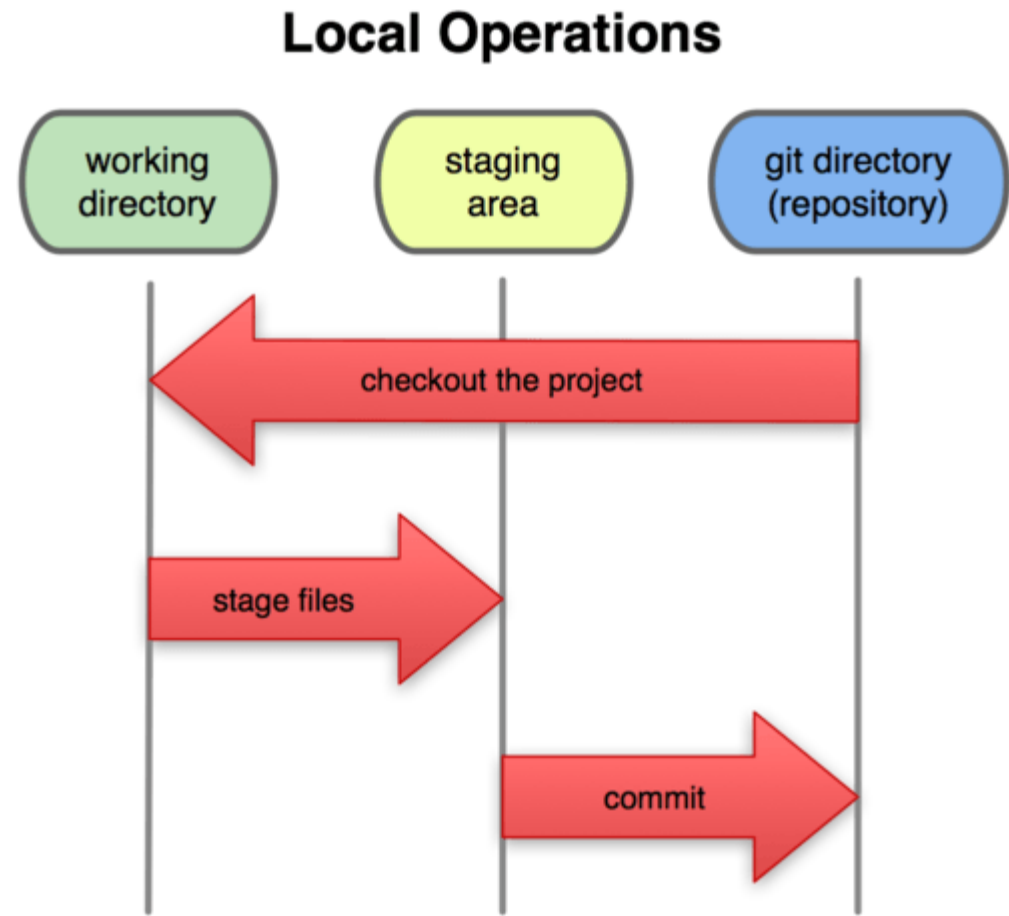 Local Operations
working
directory
staging
area
git directory
(repository)
checkout the project
stage files
commit